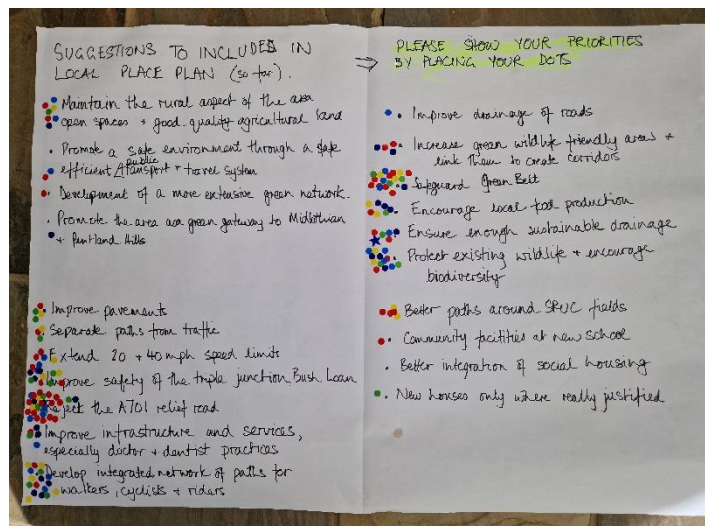 SUGGESTIONS TO INCLUDED IN
LOCAL PLACE PLAN (so far).
Maintain the rural aspect of the area
open spaces + good quality agricultural land
• Promote a safe environment through a safe
efficient public transport + travel system
• Development of a more extensive green network.
• Promote the area as a green gateway to Midlothian
+ Pentland Hills
• Improve pavements
Separate paths from traffic
Extend 20 + 40 mph speed limits
Improve safety of the triple junction, Bush Loan
Reject the A701 relief road
Improve infrastructure and services,
especially doctor + dentist practices
Develop integrated network of paths for
walkers, cyclists + riders
⇒ PLEASE SHOW YOUR PRIORITIES
BY PLACING YOUR DOTS
• Improve drainage of roads
• Increase green wildlife friendly areas +
link them to create corridors
Safeguard Green Belt
• Encourage local food production
• Ensure enough sustainable drainage
Protect existing wildlife + encourage
biodiversity
• Better paths around SRUC fields
• Community facilities at new school
• Better integration of social housing
• New houses only where really justified